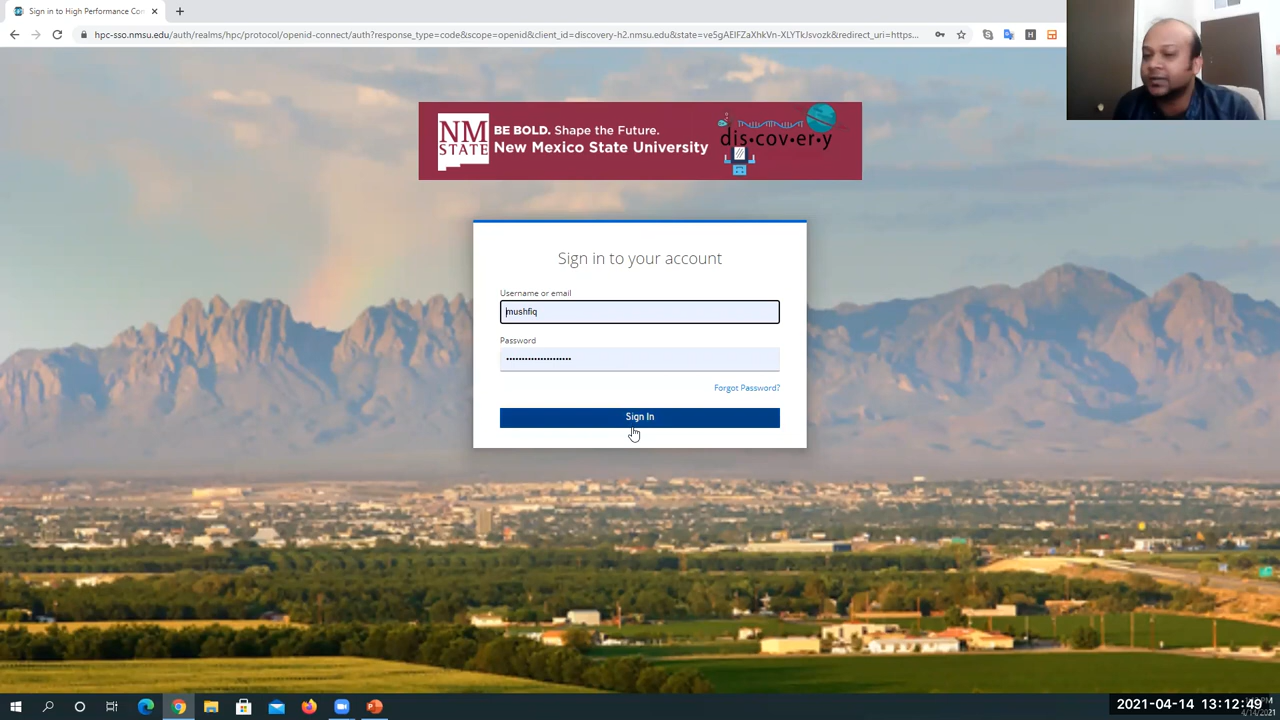 Sign in to High Performance Co
hpc-sso.nmsu.edu/auth/realms/hpc/protocol/openid-connect/auth?response_type=code&scope=openid&client_id=discovery-h2.nmsu.edu&state=ve5gAEIFZaXhkVn-XLYTkJsvozk&redirect_uri=https...
NM
STATE
BE BOLD. Shape the Future.
New Mexico State University
dis·cov·er·y
Sign in to your account
Username or email
mushfiq
Password
Forgot Password?
Sign In
2021-04-14 13:12:49
4/14/2021